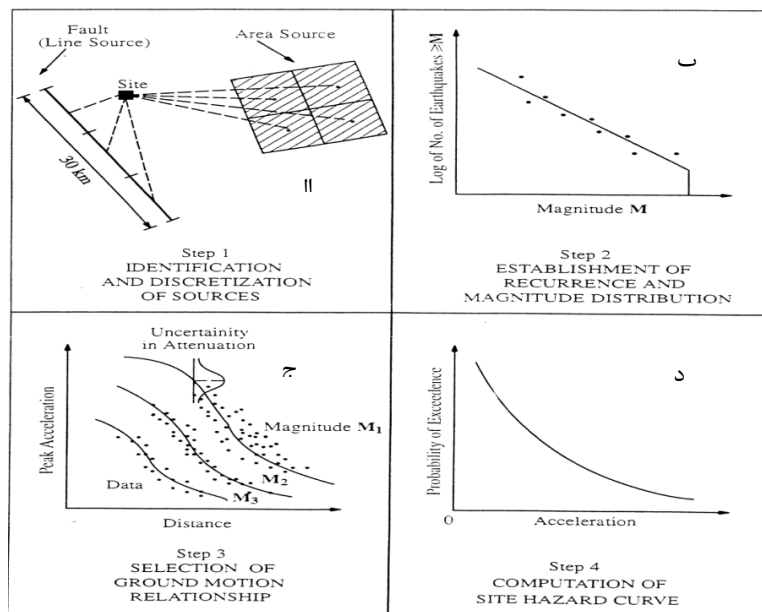 Fault
(Line Source)
Area Source
Site
30 km
Step 1
IDENTIFICATION
AND DISCRETIZATION
OF SOURCES
Log of No. of Earthquakes ≥M
ب
Magnitude M
Step 2
ESTABLISHMENT OF
RECURRENCE AND
MAGNITUDE DISTRIBUTION
Uncertainity
in Attenuation
ج
Peak Acceleration
Magnitude M₁
M₂
M₃
Data
Distance
Step 3
SELECTION OF
GROUND MOTION
RELATIONSHIP
د
Probability of Exceedence
O
Acceleration
Step 4
COMPUTATION OF
SITE HAZARD CURVE